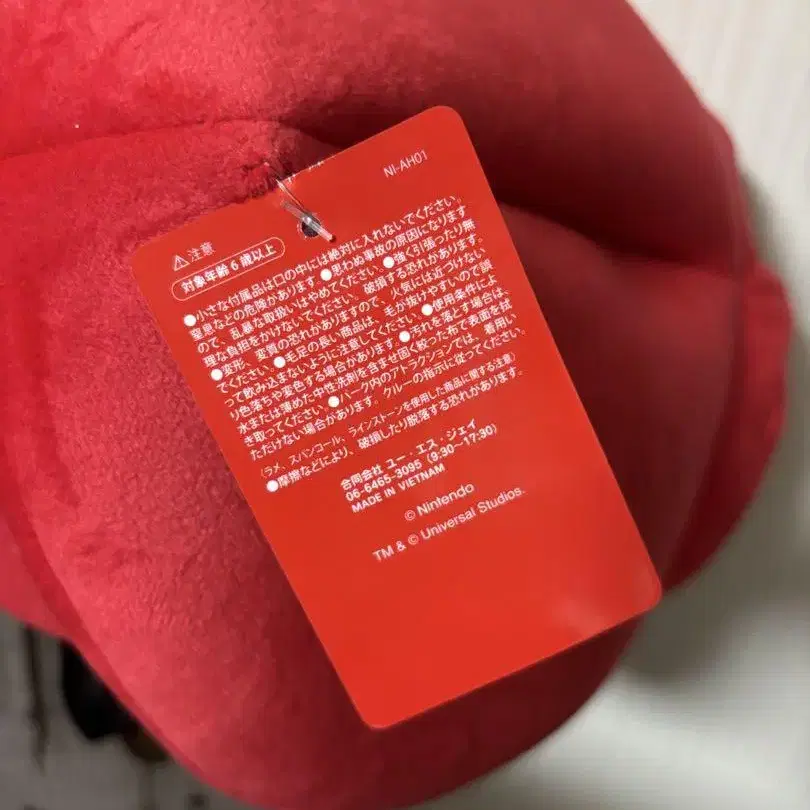 NI-AH01
⚠注意
対象年齢6歳以上
●小さな付属品は口の中には絶対に入れないでください。
窒息などの危険があります。●思わぬ事故の原因になります
ので、乱暴な取扱いはやめてください。●強く引張ったり無
理な負担をかけないでください。破損する恐れがあります。
●変形、変質の恐れがありますので、火気には近づけない
でください。●毛足の長い商品は、毛が抜けやすいので誤
って飲み込まないように注意してください。●使用条件によ
り色落ちや変色する場合があります。●汚れを落とす場合は、
水または薄めた中性洗剤を含ませ固く絞った布で表面を拭
き取ってください。●パーク内のアトラクションでは、着用い
ただけない場合があります。クルーの指示に従ってください。
(ラメ、スパンコール、ラインストーンを使用した商品に関する注意)
●摩擦などにより、破損したり脱落する恐れがあります。
合同会社 ユー・エス・ジェイ
06-6465-3095 (9:30~17:30)
MADE IN VIETNAM
© Nintendo
TM & © Universal Studios.